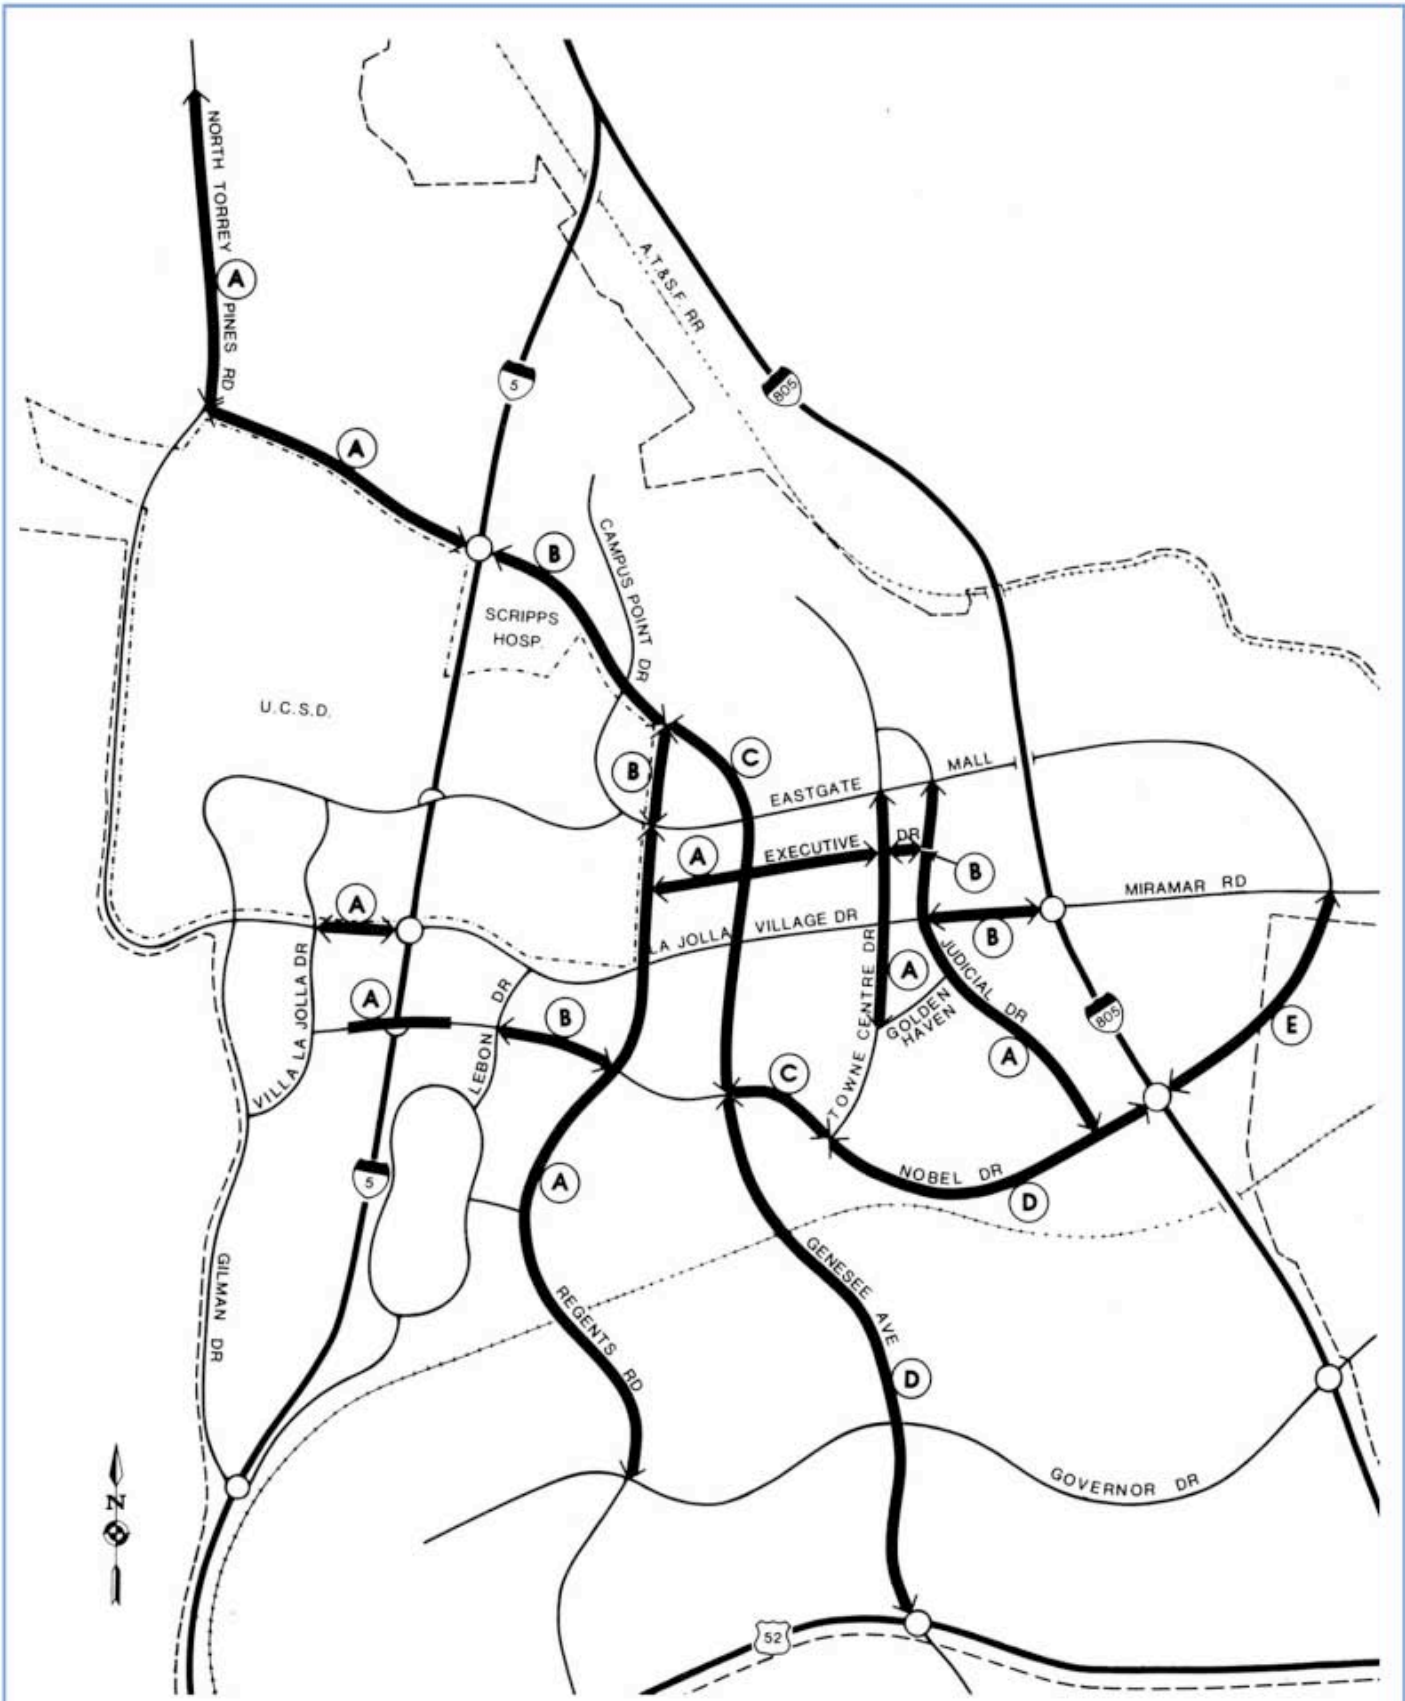 NORTH TORREY PINES RD
A
A.T.&S.F. RR
5
805
A
B
CAMPUS POINT DR
SCRIPPS
HOSP.
U.C.S.D.
B
C
EASTGATE MALL
A
EXECUTIVE DR
B
MIRAMAR RD
A
LA JOLLA VILLAGE DR
B
VILLA LA JOLLA DR
A
LEBON DR
B
TOWNE CENTRE DR
A
JUDICIAL DR
GOLDEN
HAVEN
A
805
E
C
5
A
NOBEL DR
D
GILMAN DR
REGENTS RD
GENESEE AVE
D
GOVERNOR DR
N
52